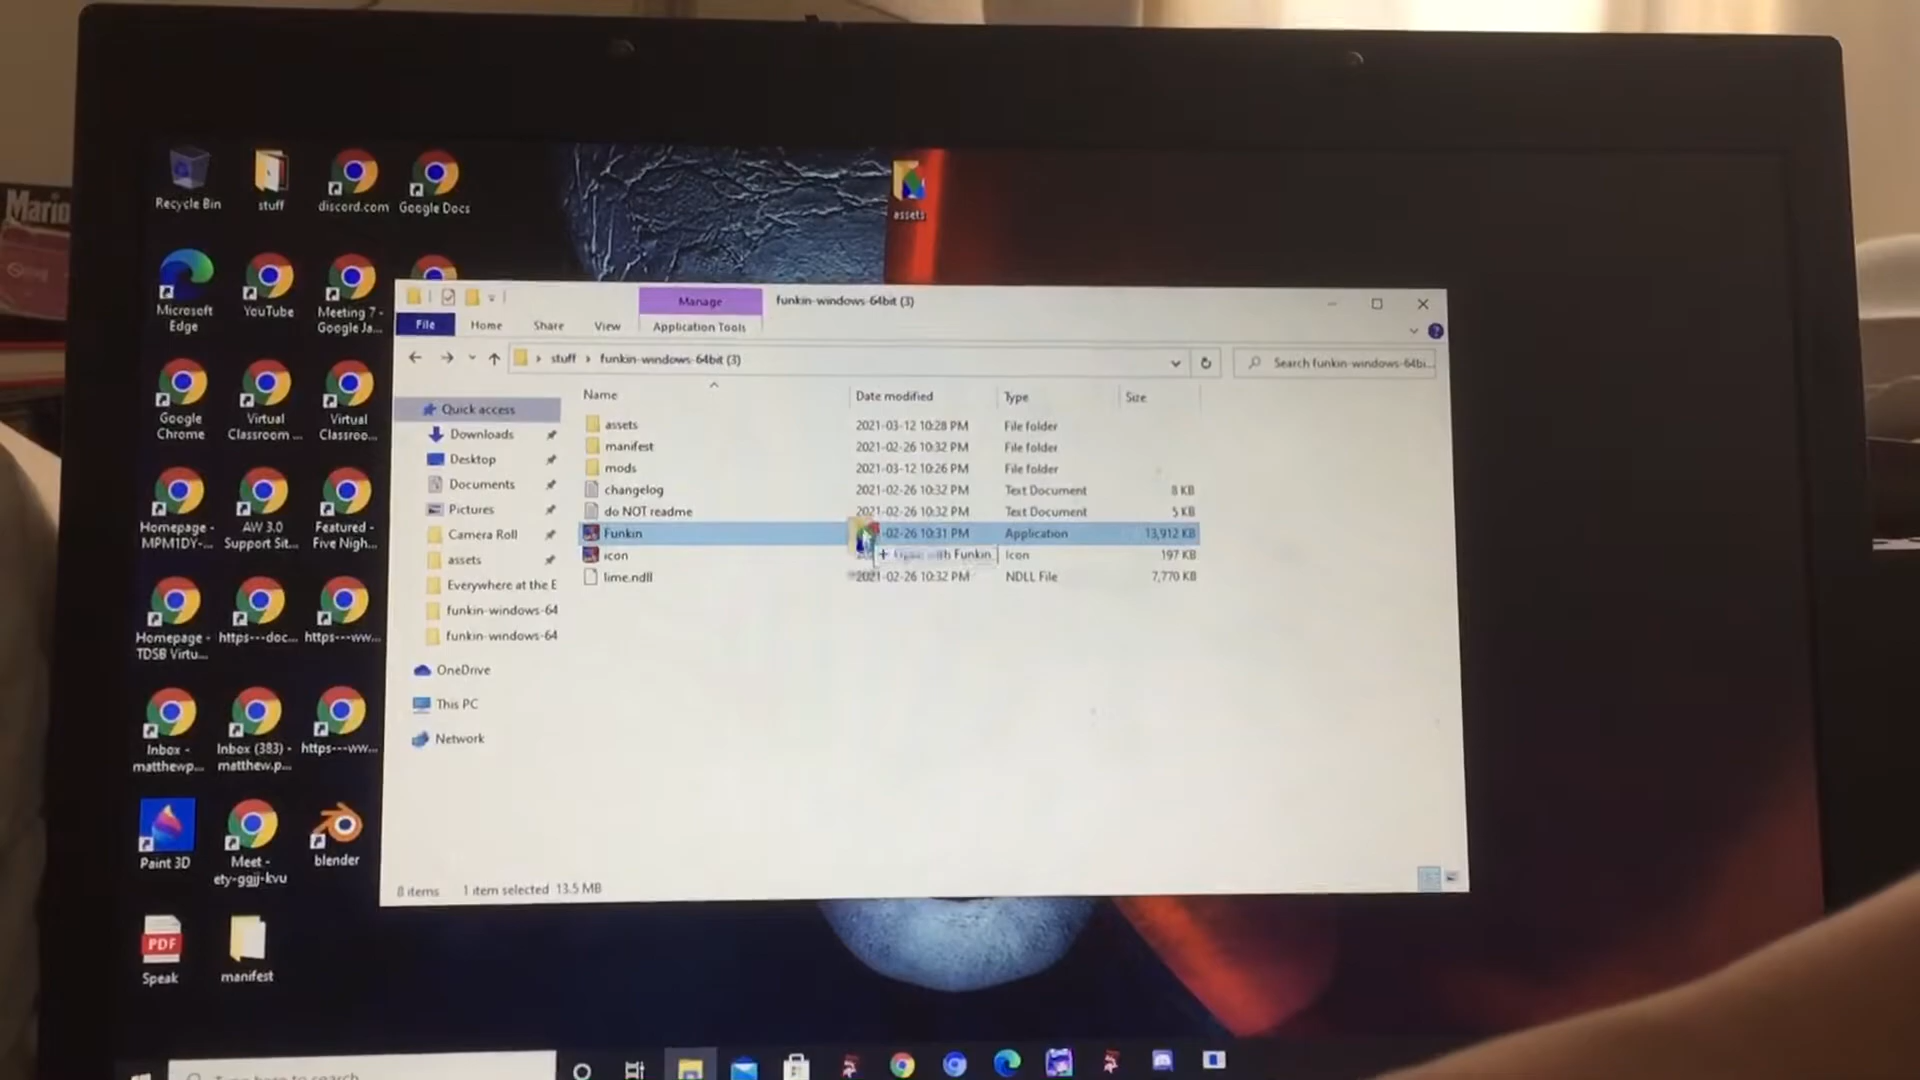 Mario
Recycle Bin
stuff
discord.com
Google Docs
assets
Microsoft
Edge
YouTube
Meeting 7 -
Google Ja...
Google
Chrome
Virtual
Classroom ...
Virtual
Classroo...
Homepage -
MPM1DY-...
AW 3.0
Support Sit...
Featured -
Five Nigh...
Homepage -
TDSB Virtu...
https---doc...
https---ww...
Inbox -
matthewp...
Inbox (383) -
matthew.p...
https---ww...
Paint 3D
Meet -
ety-ggjj-kvu
blender
PDF
Speak
manifest
Manage
funkin-windows-64bit (3)
File
Home
Share
View
Application Tools
stuff > funkin-windows-64bit (3)
Search funkin-windows-64bi...
Name
Date modified
Type
Size
Quick access
Downloads
Desktop
Documents
Pictures
Camera Roll
assets
Everywhere at the E
funkin-windows-64
funkin-windows-64
OneDrive
This PC
Network
assets 2021-03-12 10:28 PM File folder
manifest 2021-02-26 10:32 PM File folder
mods 2021-03-12 10:26 PM File folder
changelog 2021-02-26 10:32 PM Text Document 8 KB
do NOT readme 2021-02-26 10:32 PM Text Document 5 KB
Funkin -02-26 10:31 PM Application 13,912 KB
icon + Open with Funkin Icon 197 KB
lime.ndll 2021-02-26 10:32 PM NDLL File 7,770 KB
8 items 1 item selected 13.5 MB
Type here to search